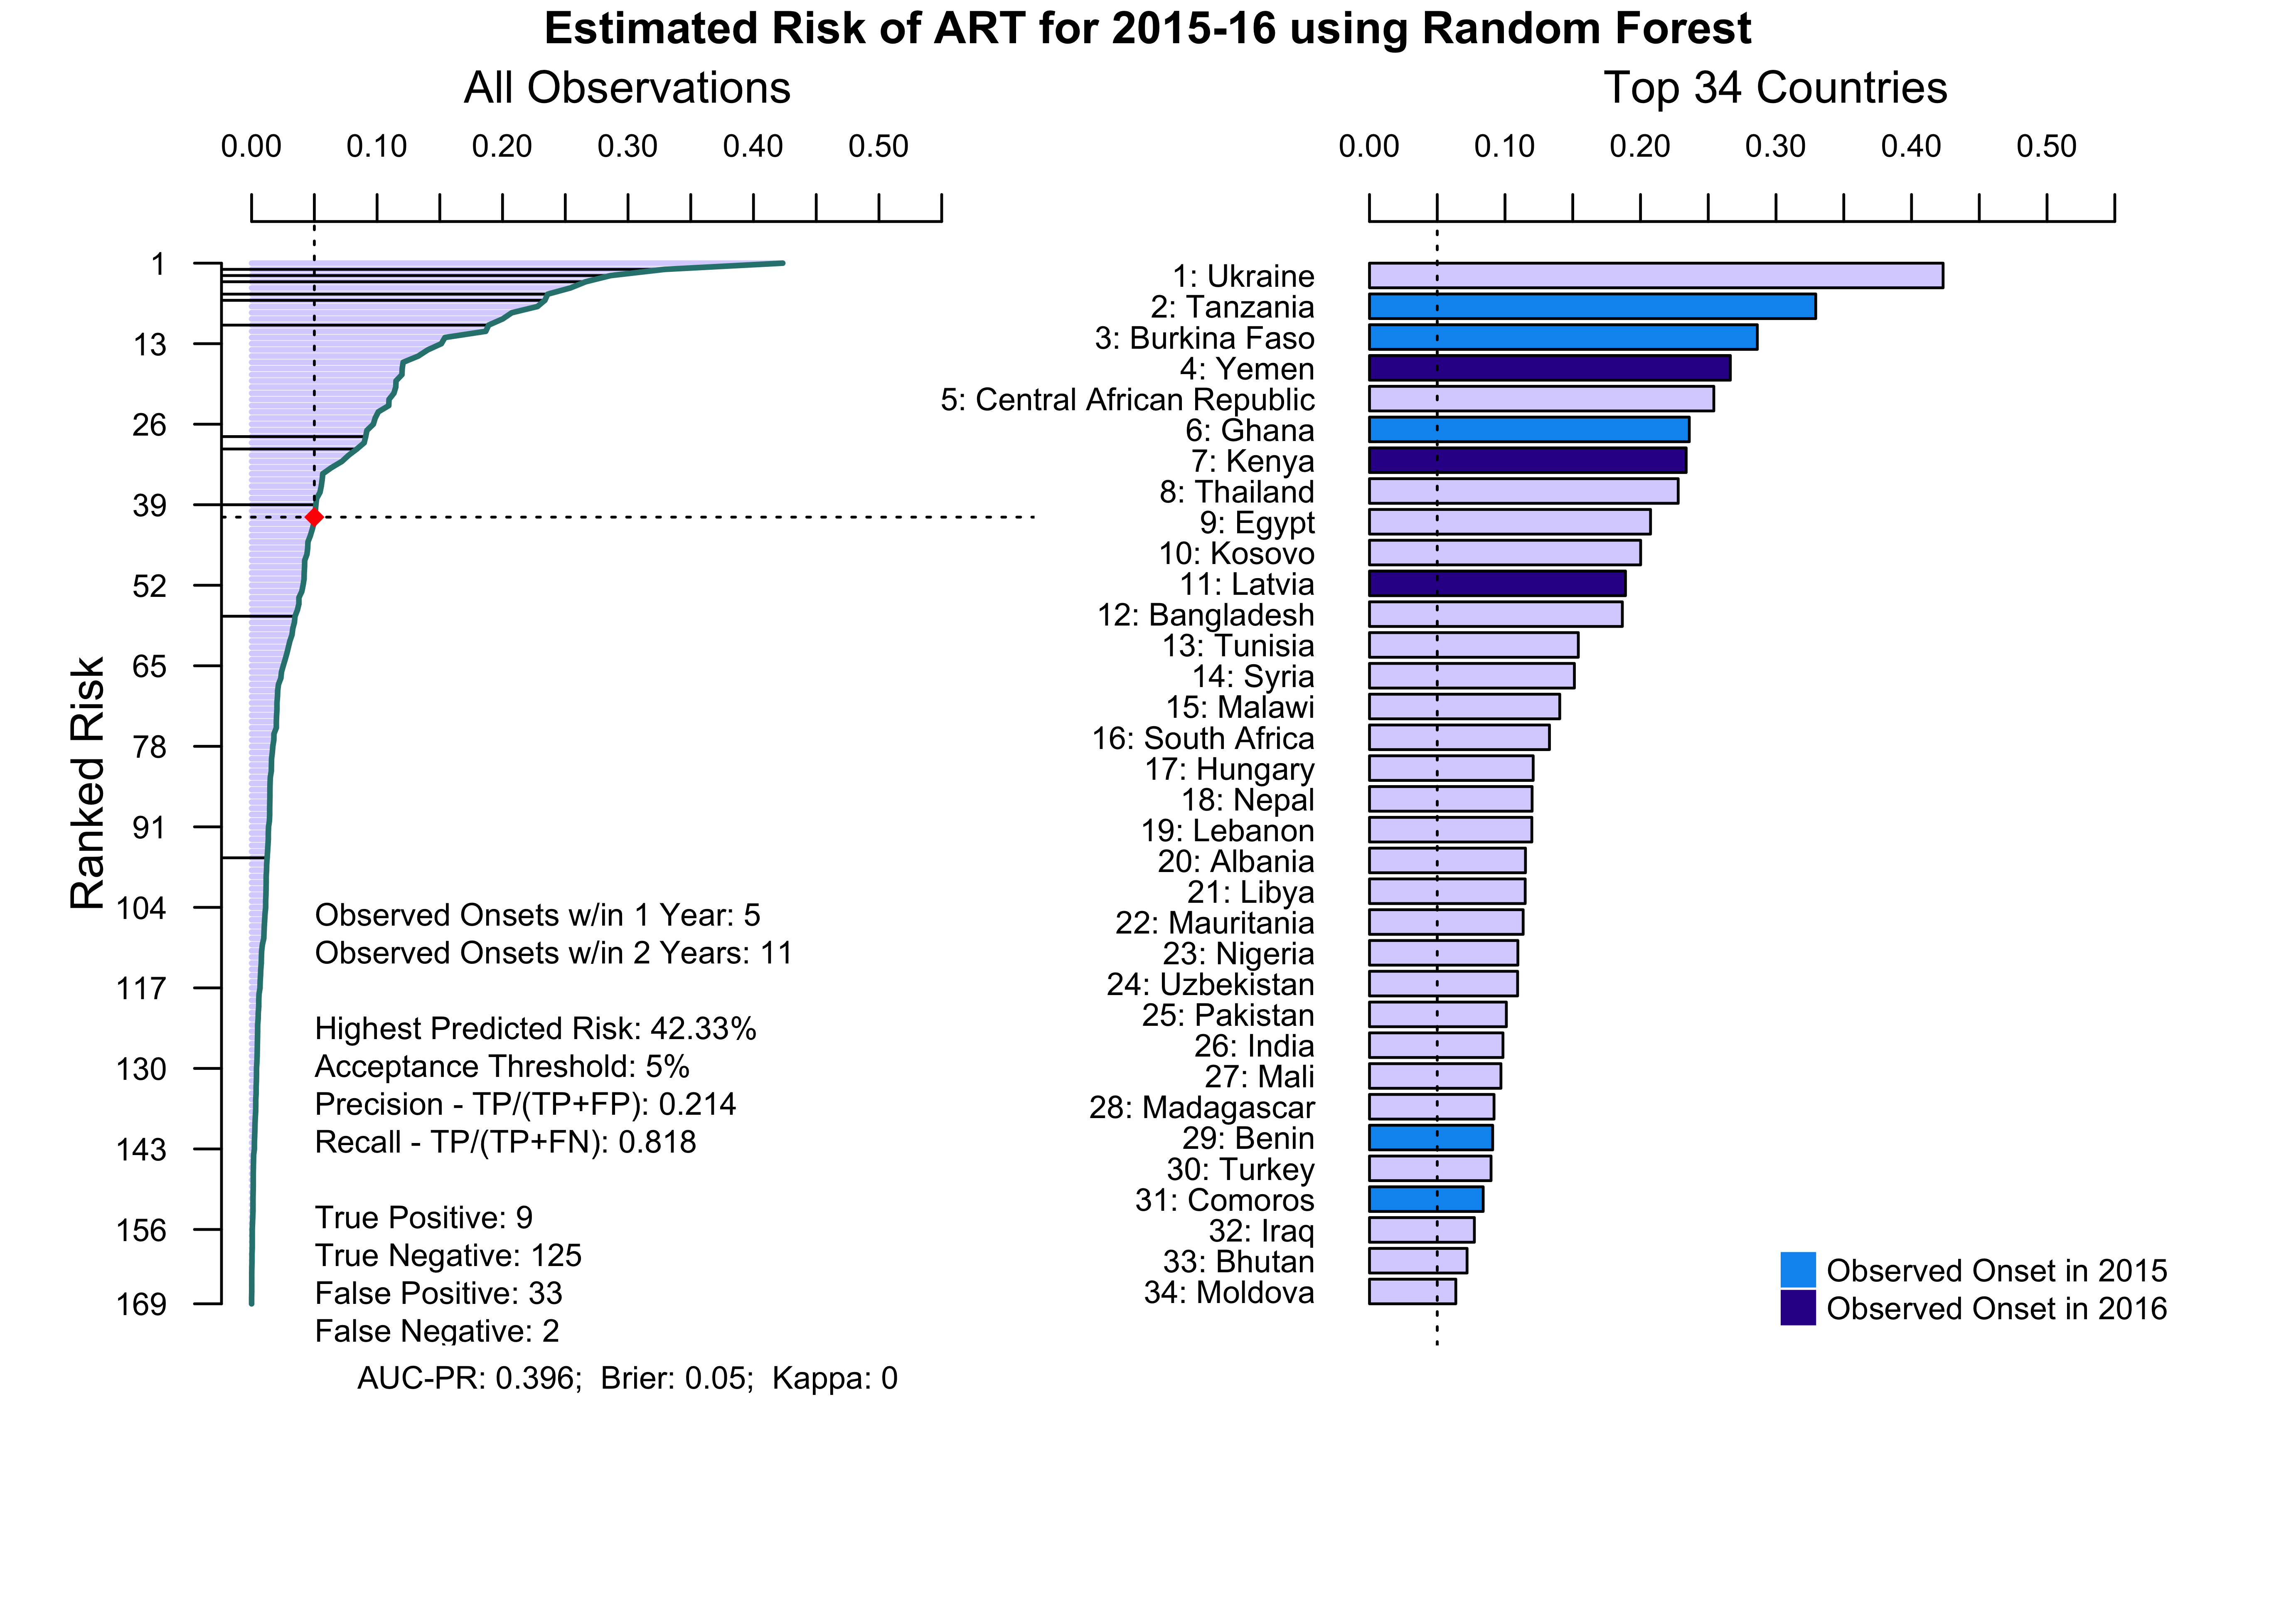 Estimated Risk of ART for 2015-16 using Random Forest
All Observations
0.00 0.10 0.20 0.30 0.40 0.50
Ranked Risk
1
13
26
39
52
65
78
91
104
117
130
143
156
169
Observed Onsets w/in 1 Year: 5
Observed Onsets w/in 2 Years: 11
Highest Predicted Risk: 42.33%
Acceptance Threshold: 5%
Precision - TP/(TP+FP): 0.214
Recall - TP/(TP+FN): 0.818
True Positive: 9
True Negative: 125
False Positive: 33
False Negative: 2
AUC-PR: 0.396; Brier: 0.05; Kappa: 0
Top 34 Countries
0.00 0.10 0.20 0.30 0.40 0.50
1: Ukraine
2: Tanzania
3: Burkina Faso
4: Yemen
5: Central African Republic
6: Ghana
7: Kenya
8: Thailand
9: Egypt
10: Kosovo
11: Latvia
12: Bangladesh
13: Tunisia
14: Syria
15: Malawi
16: South Africa
17: Hungary
18: Nepal
19: Lebanon
20: Albania
21: Libya
22: Mauritania
23: Nigeria
24: Uzbekistan
25: Pakistan
26: India
27: Mali
28: Madagascar
29: Benin
30: Turkey
31: Comoros
32: Iraq
33: Bhutan
34: Moldova
Observed Onset in 2015
Observed Onset in 2016